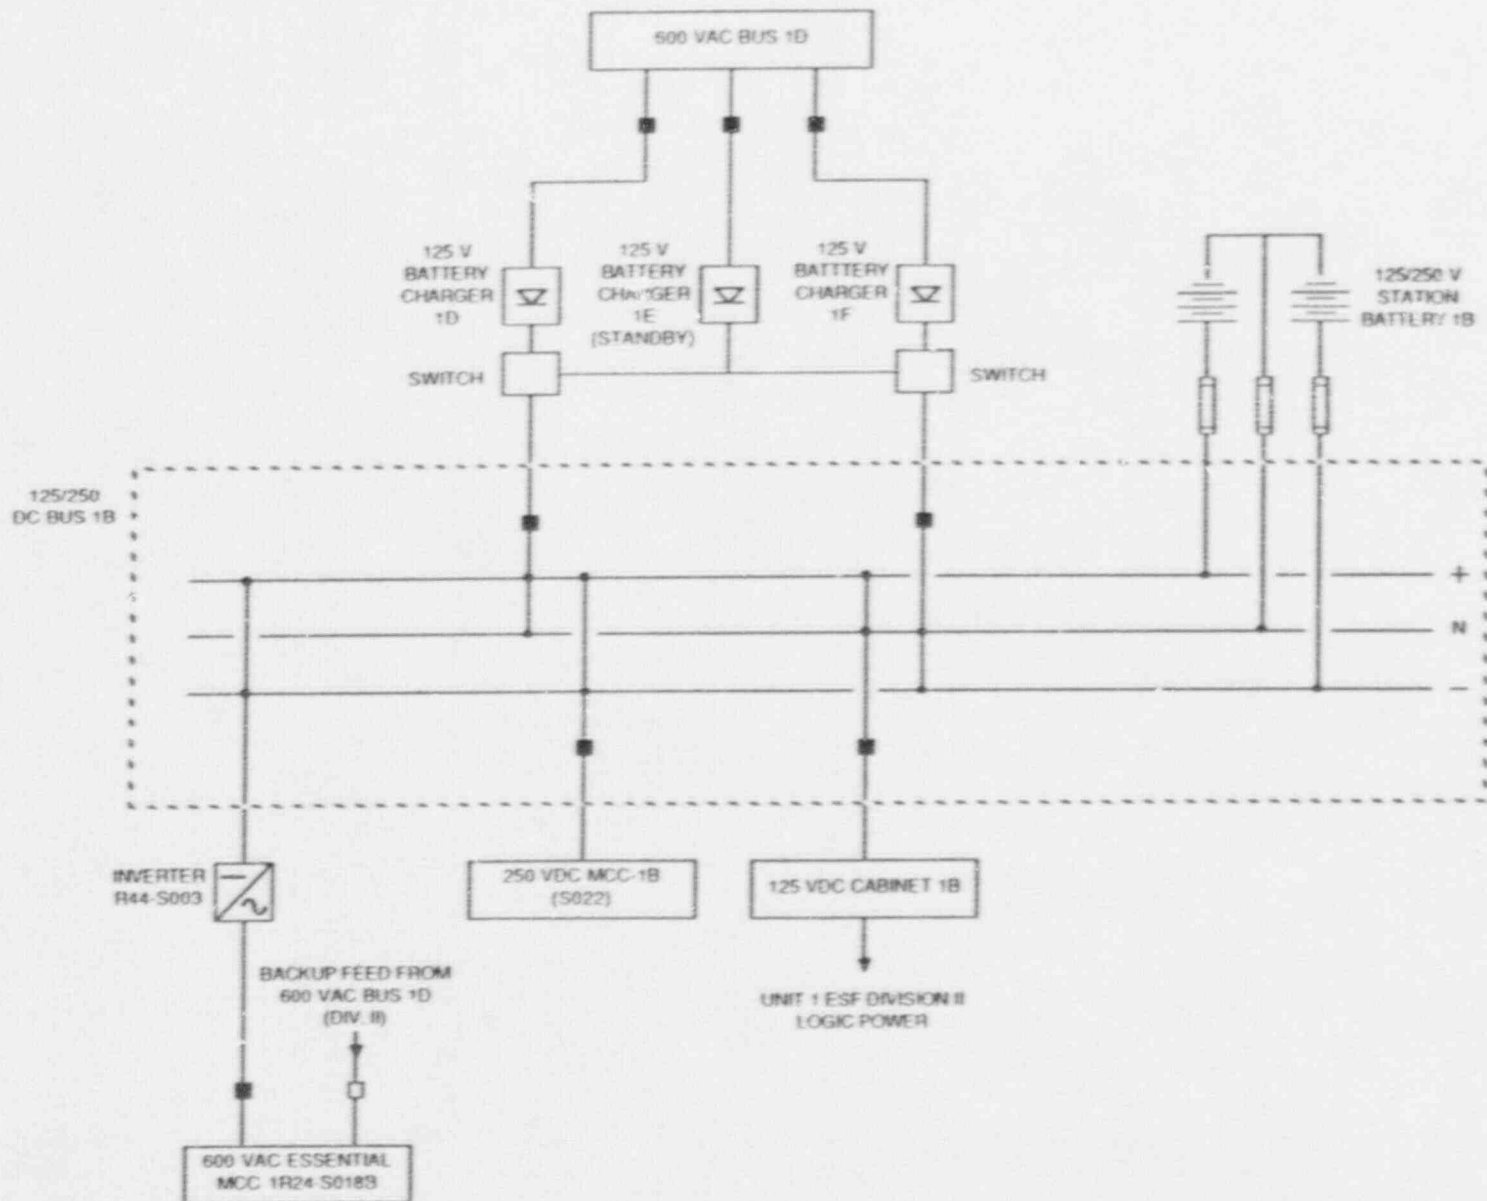 600 VAC BUS 1D
125 V
BATTERY
CHARGER
1D
125 V
BATTERY
CHARGER
1E
(STANDBY)
125 V
BATTTERY
CHARGER
1F
125/250 V
STATION
BATTERY 1B
SWITCH
SWITCH
125/250
DC BUS 1B
+
N
−
INVERTER
R44-S003
250 VDC MCC-1B
(S022)
125 VDC CABINET 1B
BACKUP FEED FROM
600 VAC BUS 1D
(DIV. II)
UNIT 1 ESF DIVISION II
LOGIC POWER
600 VAC ESSENTIAL
MCC 1R24-S018B